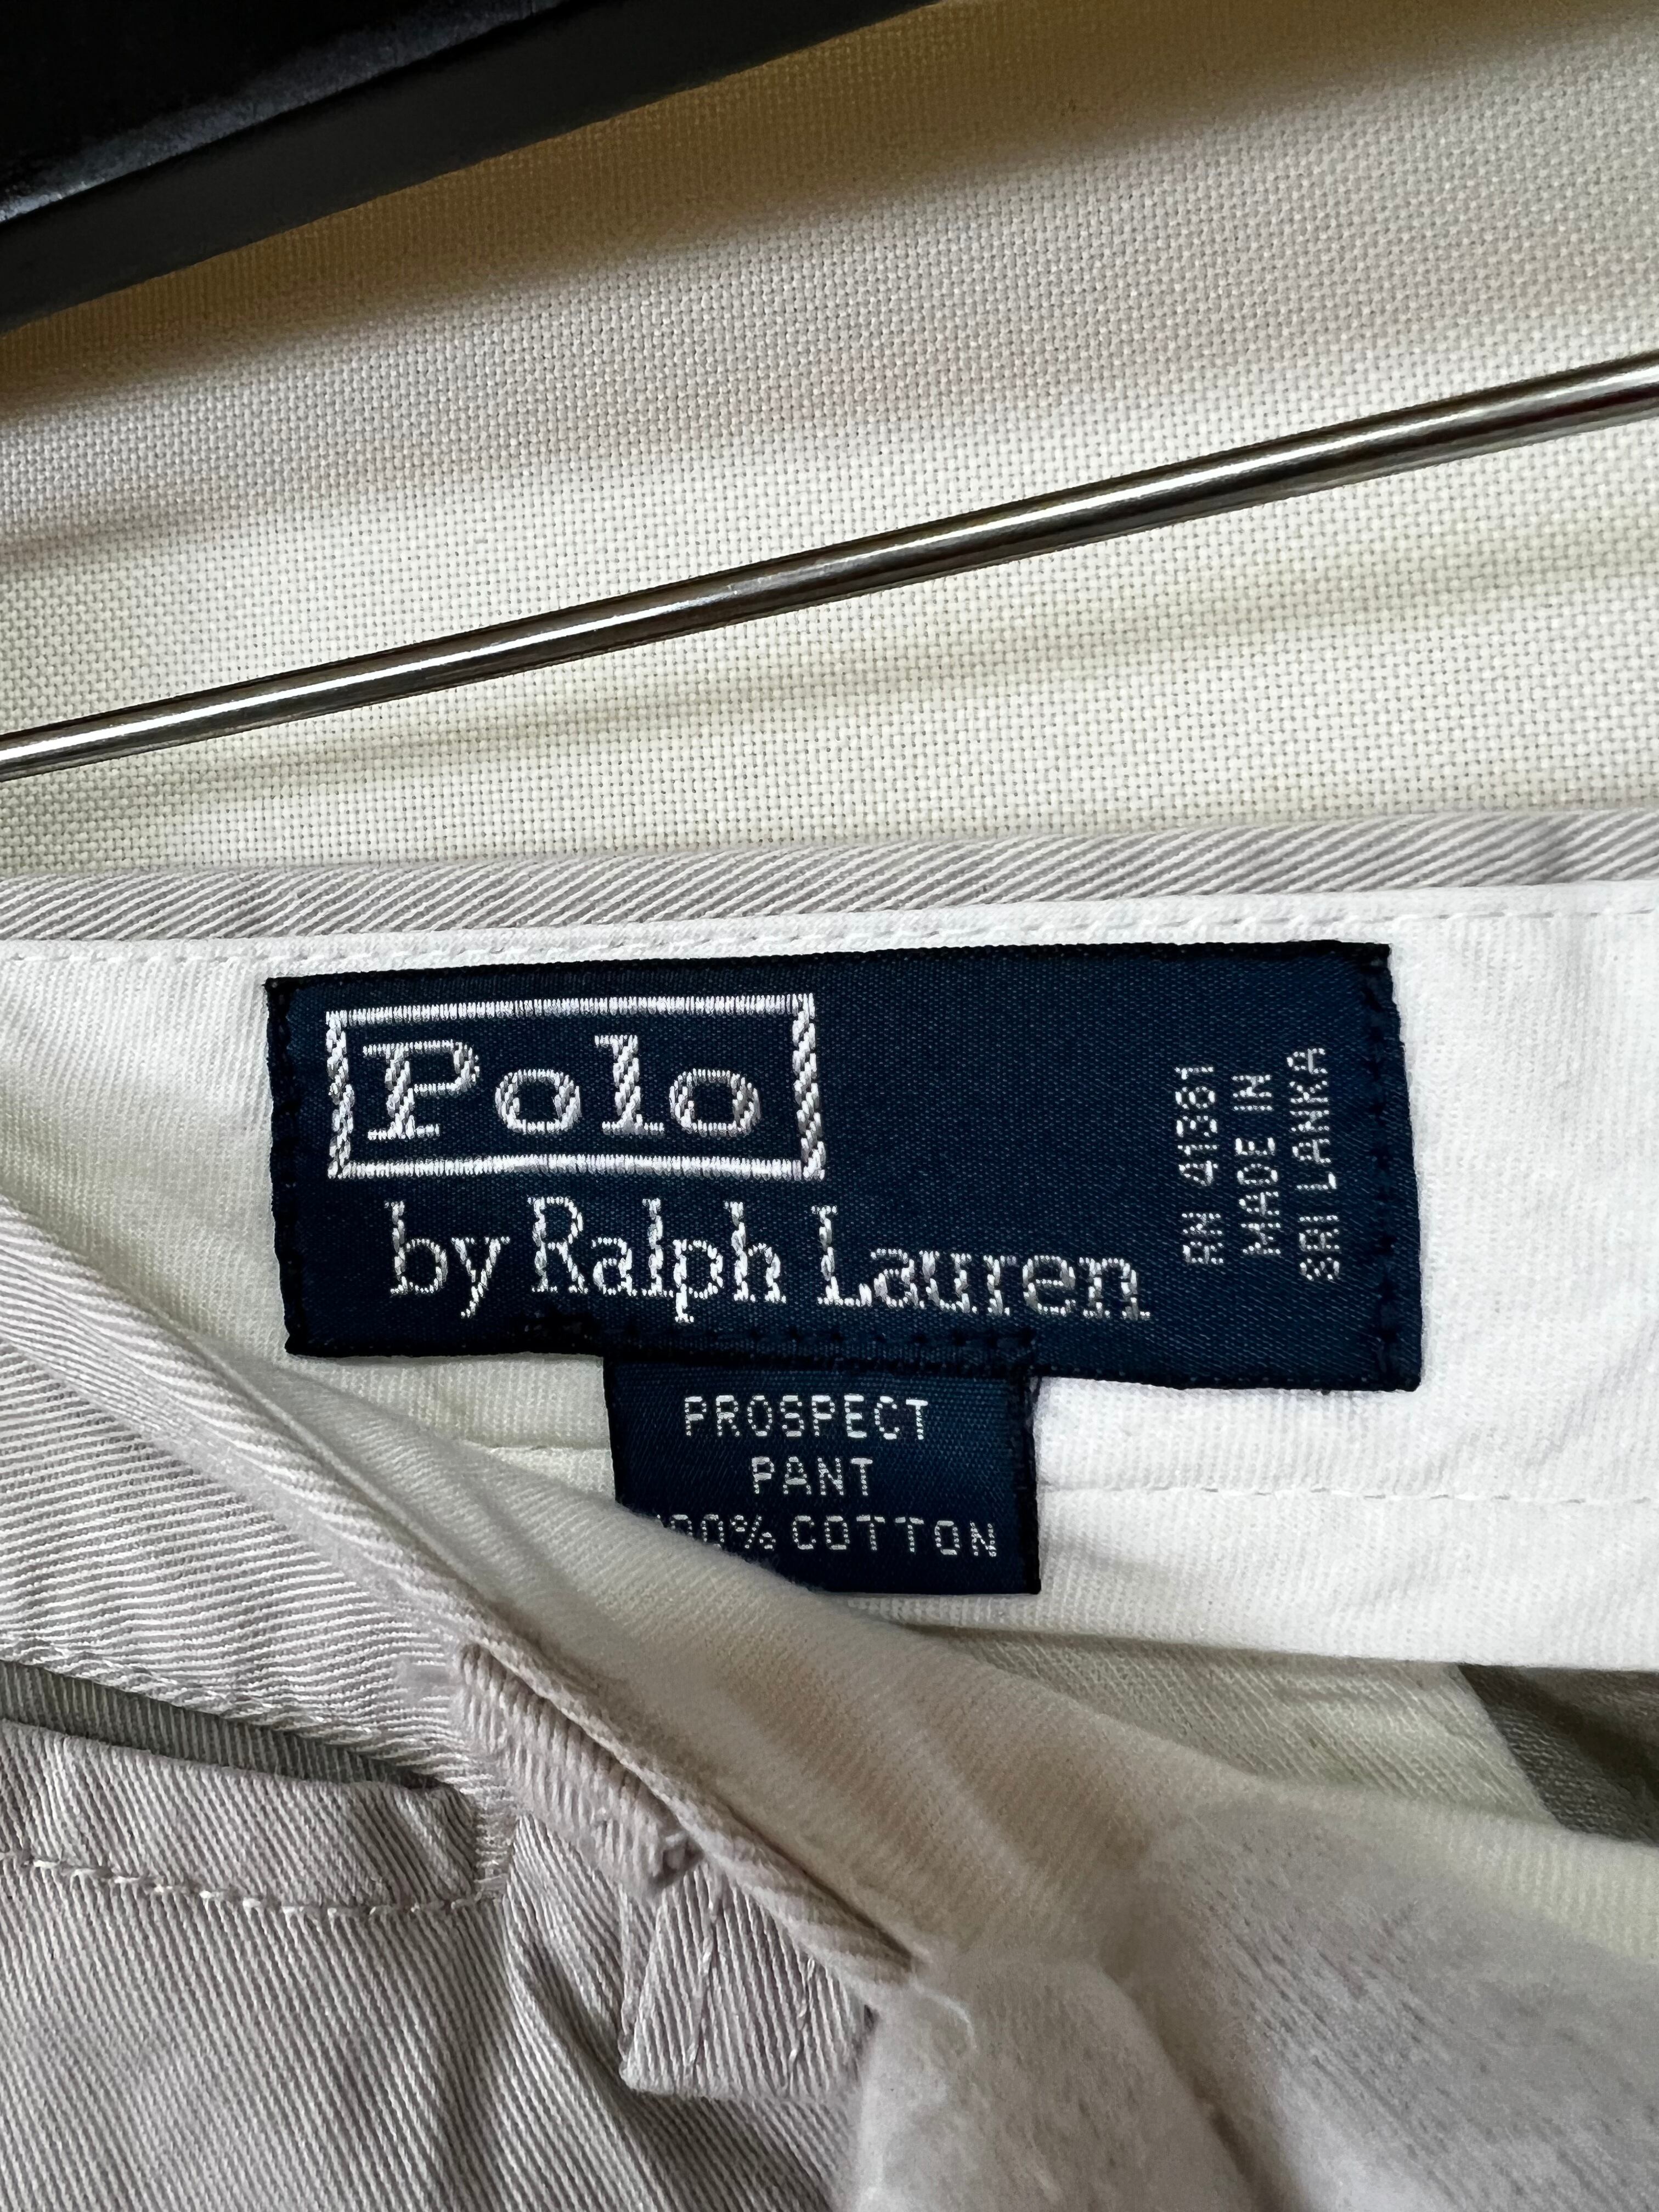 Polo
by Ralph Lauren
RN 41381
MADE IN
SRI LANKA
PROSPECT
PANT
100% COTTON